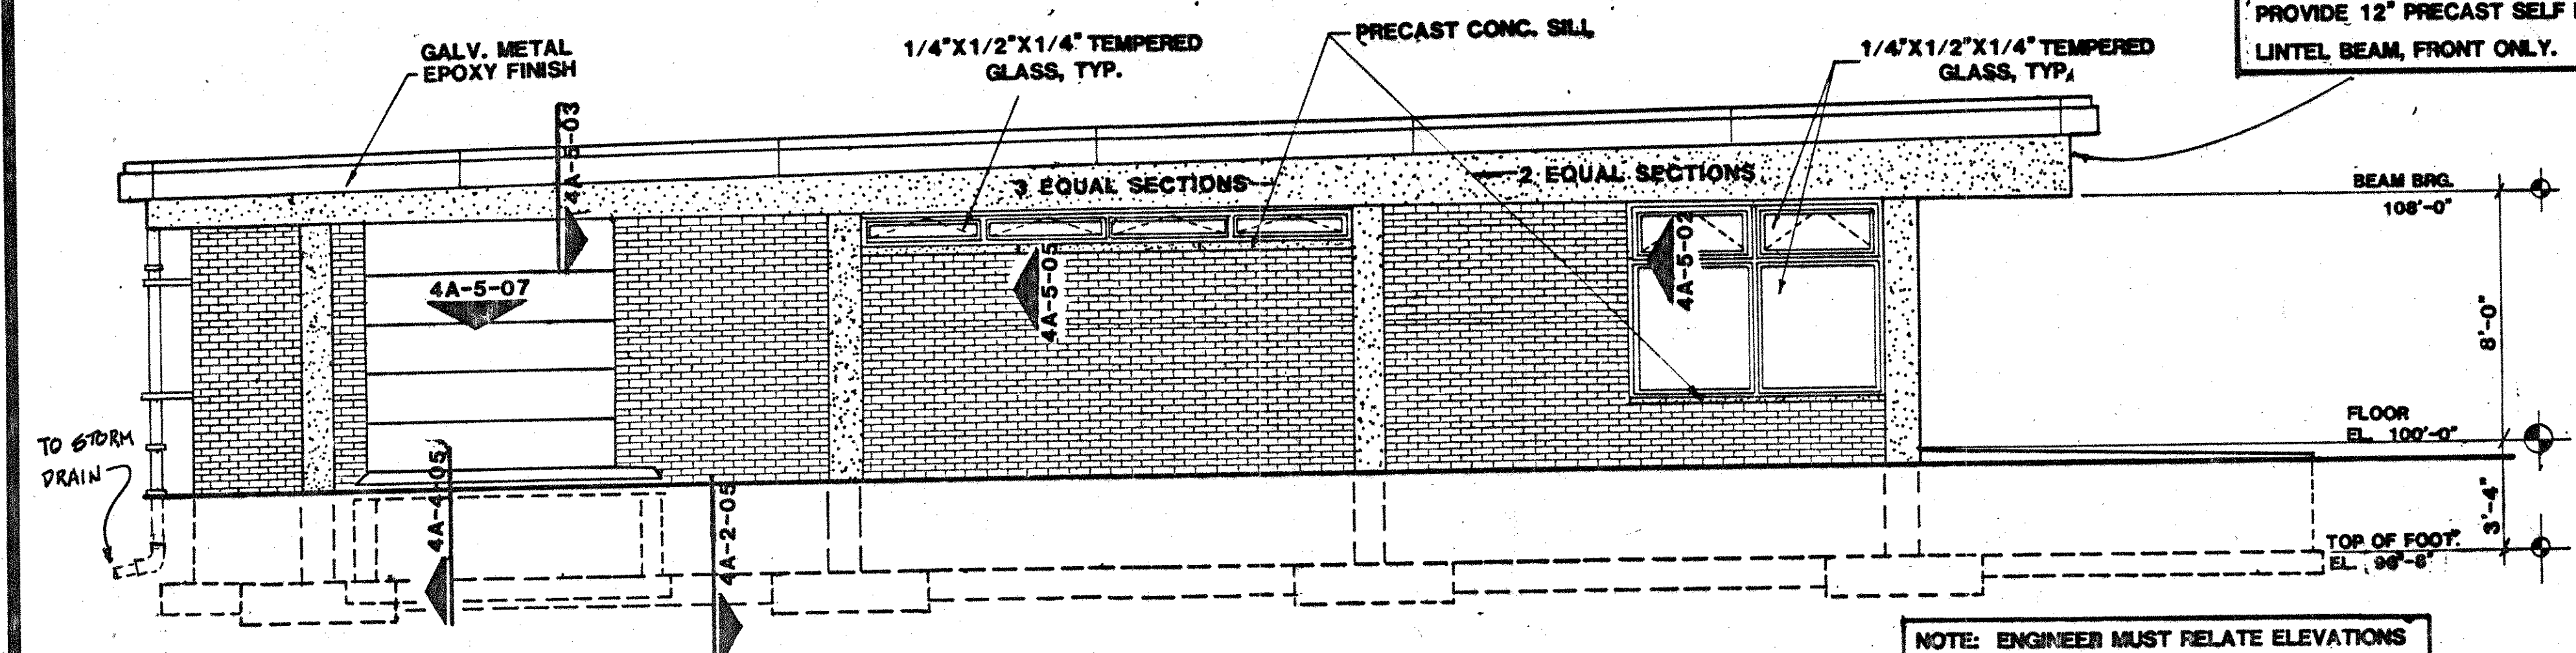 GALV. METAL
EPOXY FINISH
1/4"X1/2"X1/4" TEMPERED
GLASS, TYP.
PRECAST CONC. SILL
1/4"X1/2"X1/4" TEMPERED
GLASS, TYP.
PROVIDE 12" PRECAST SELF
LINTEL BEAM, FRONT ONLY.
4A-5-03
3 EQUAL SECTIONS
2 EQUAL SECTIONS
BEAM BRG.
108'-0"
4A-5-07
4A-5-05
4A-5-02
8'-0"
FLOOR
EL. 100'-0"
TO STORM
DRAIN
4A-4-05
4A-2-05
3'-4"
TOP OF FOOT.
EL. 96'-8"
NOTE: ENGINEER MUST RELATE ELEVATIONS